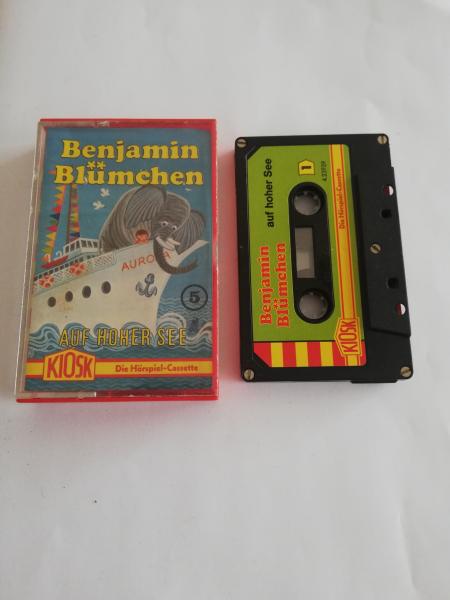 Benjamin
Blümchen
AURO
5
AUF HOHER SEE
KIOSK
Die Hörspiel-Cassette
Benjamin
Blümchen
auf hoher See
1
KIOSK
Die Hörspiel-Cassette